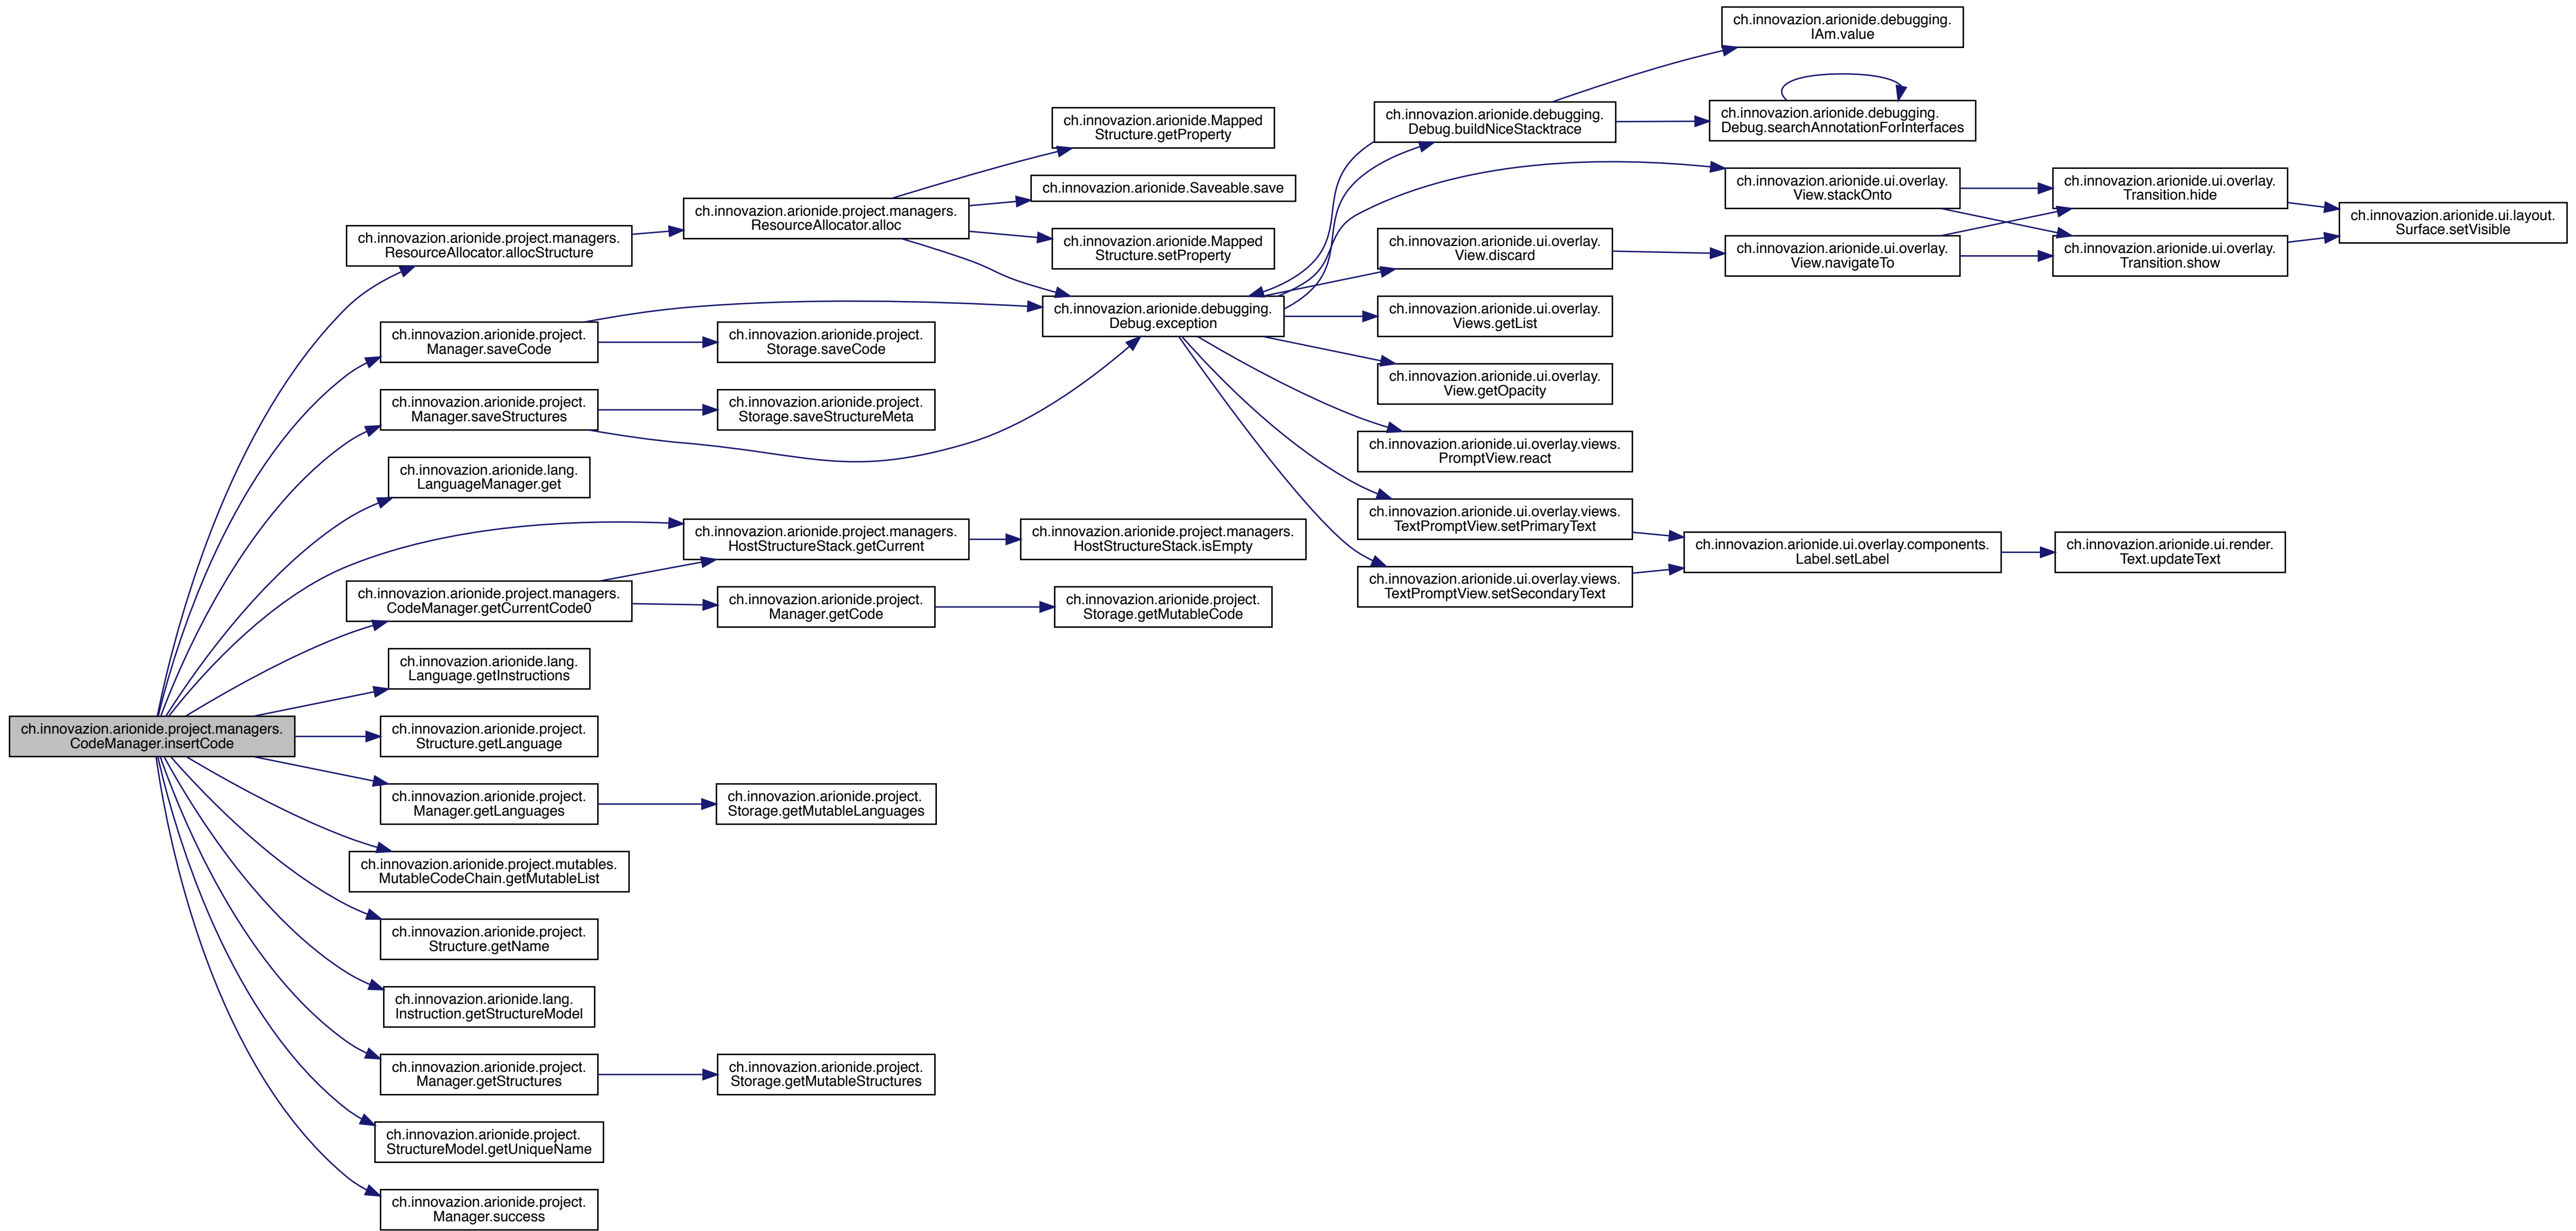 ch.innovazion.arionide.debugging.
IAm.value
ch.innovazion.arionide.debugging.
Debug.buildNiceStacktrace
ch.innovazion.arionide.debugging.
Debug.searchAnnotationForInterfaces
ch.innovazion.arionide.Mapped
Structure.getProperty
ch.innovazion.arionide.Saveable.save
ch.innovazion.arionide.ui.overlay.
View.stackOnto
ch.innovazion.arionide.ui.overlay.
Transition.hide
ch.innovazion.arionide.project.managers.
ResourceAllocator.alloc
ch.innovazion.arionide.ui.layout.
Surface.setVisible
ch.innovazion.arionide.project.managers.
ResourceAllocator.allocStructure
ch.innovazion.arionide.Mapped
Structure.setProperty
ch.innovazion.arionide.ui.overlay.
View.discard
ch.innovazion.arionide.ui.overlay.
View.navigateTo
ch.innovazion.arionide.ui.overlay.
Transition.show
ch.innovazion.arionide.debugging.
Debug.exception
ch.innovazion.arionide.ui.overlay.
Views.getList
ch.innovazion.arionide.project.
Manager.saveCode
ch.innovazion.arionide.project.
Storage.saveCode
ch.innovazion.arionide.ui.overlay.
View.getOpacity
ch.innovazion.arionide.project.
Manager.saveStructures
ch.innovazion.arionide.project.
Storage.saveStructureMeta
ch.innovazion.arionide.ui.overlay.views.
PromptView.react
ch.innovazion.arionide.lang.
LanguageManager.get
ch.innovazion.arionide.ui.overlay.views.
TextPromptView.setPrimaryText
ch.innovazion.arionide.project.managers.
HostStructureStack.getCurrent
ch.innovazion.arionide.project.managers.
HostStructureStack.isEmpty
ch.innovazion.arionide.ui.overlay.components.
Label.setLabel
ch.innovazion.arionide.ui.render.
Text.updateText
ch.innovazion.arionide.ui.overlay.views.
TextPromptView.setSecondaryText
ch.innovazion.arionide.project.managers.
CodeManager.getCurrentCode0
ch.innovazion.arionide.project.
Manager.getCode
ch.innovazion.arionide.project.
Storage.getMutableCode
ch.innovazion.arionide.lang.
Language.getInstructions
ch.innovazion.arionide.project.managers.
CodeManager.insertCode
ch.innovazion.arionide.project.
Structure.getLanguage
ch.innovazion.arionide.project.
Manager.getLanguages
ch.innovazion.arionide.project.
Storage.getMutableLanguages
ch.innovazion.arionide.project.mutables.
MutableCodeChain.getMutableList
ch.innovazion.arionide.project.
Structure.getName
ch.innovazion.arionide.lang.
Instruction.getStructureModel
ch.innovazion.arionide.project.
Manager.getStructures
ch.innovazion.arionide.project.
Storage.getMutableStructures
ch.innovazion.arionide.project.
StructureModel.getUniqueName
ch.innovazion.arionide.project.
Manager.success